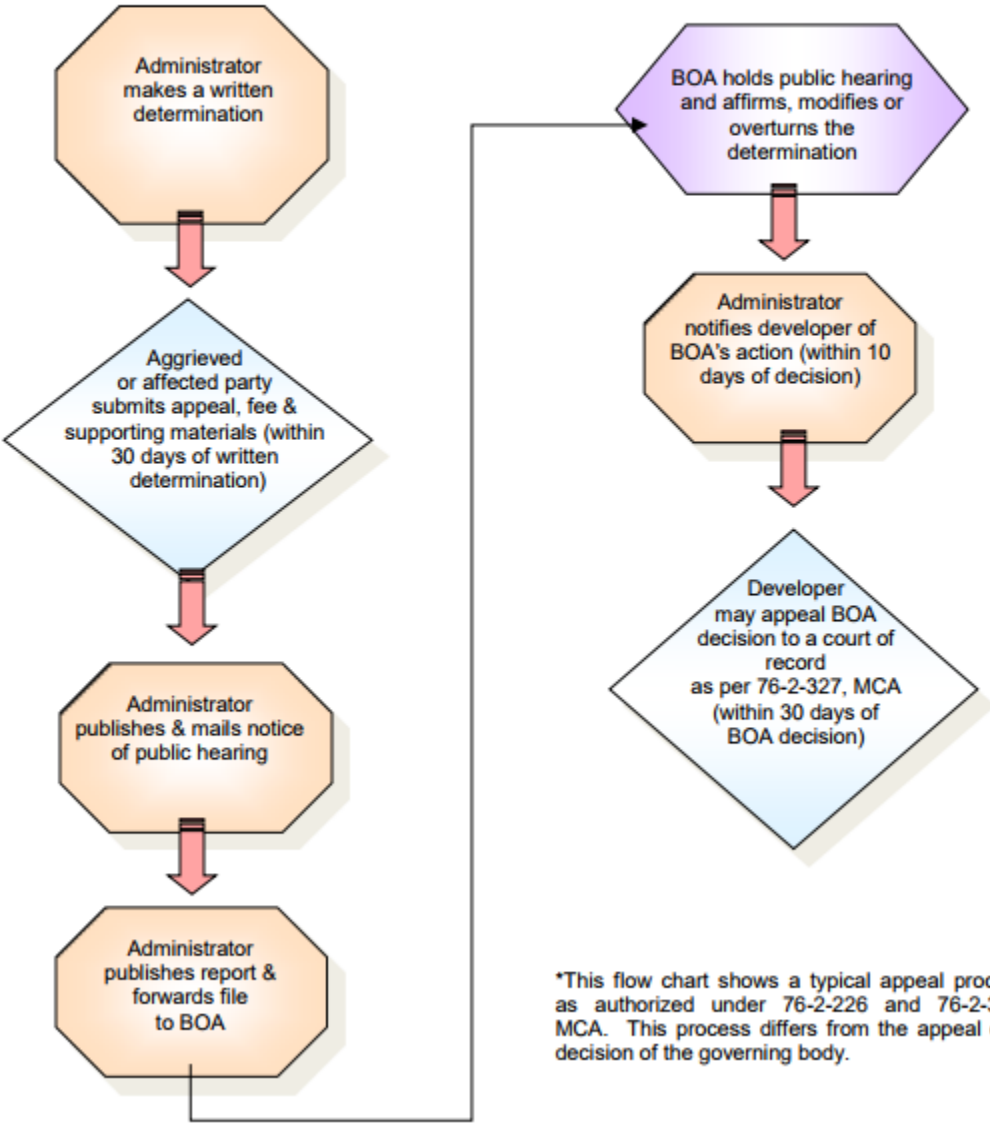 Administrator
makes a written
determination
Aggrieved
or affected party
submits appeal, fee &
supporting materials (within
30 days of written
determination)
Administrator
publishes & mails notice
of public hearing
Administrator
publishes report &
forwards file
to BOA
BOA holds public hearing
and affirms, modifies or
overturns the
determination
Administrator
notifies developer of
BOA's action (within 10
days of decision)
Developer
may appeal BOA
decision to a court of
record
as per 76-2-327, MCA
(within 30 days of
BOA decision)
*This flow chart shows a typical appeal
as authorized under 76-2-226 and
MCA. This process differs from the appeal
decision of the governing body.